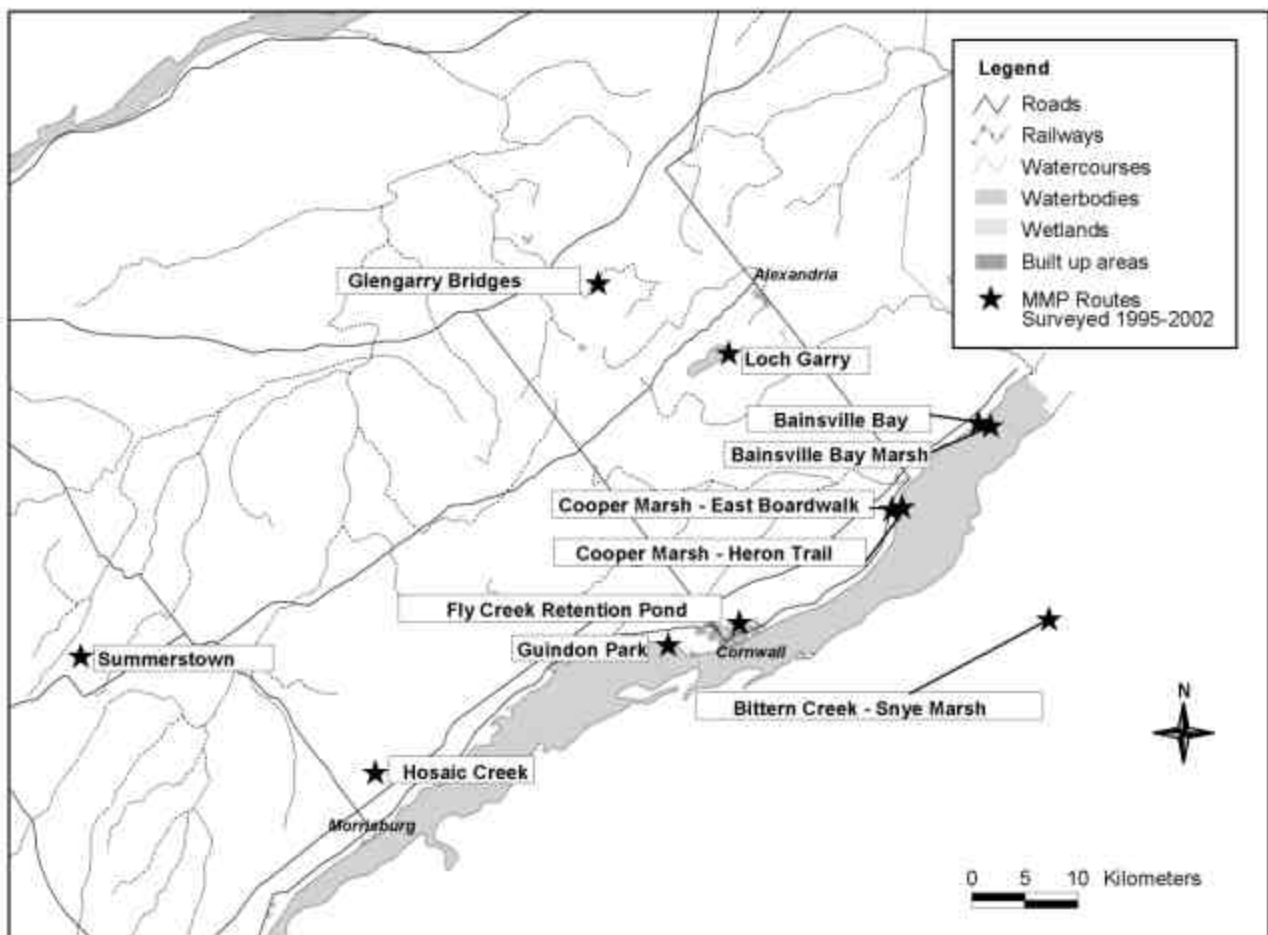 Legend
Roads
Railways
Watercourses
Waterbodies
Wetlands
Built up areas
MMP Routes
Surveyed 1995-2002
Glengarry Bridges
Alexandria
Loch Garry
Bainsville Bay
Bainsville Bay Marsh
Cooper Marsh - East Boardwalk
Cooper Marsh - Heron Trail
Fly Creek Retention Pond
Guindon Park
Cornwall
Summerstown
Bittern Creek - Snye Marsh
N
Hosaic Creek
Morrisburg
0 5 10 Kilometers